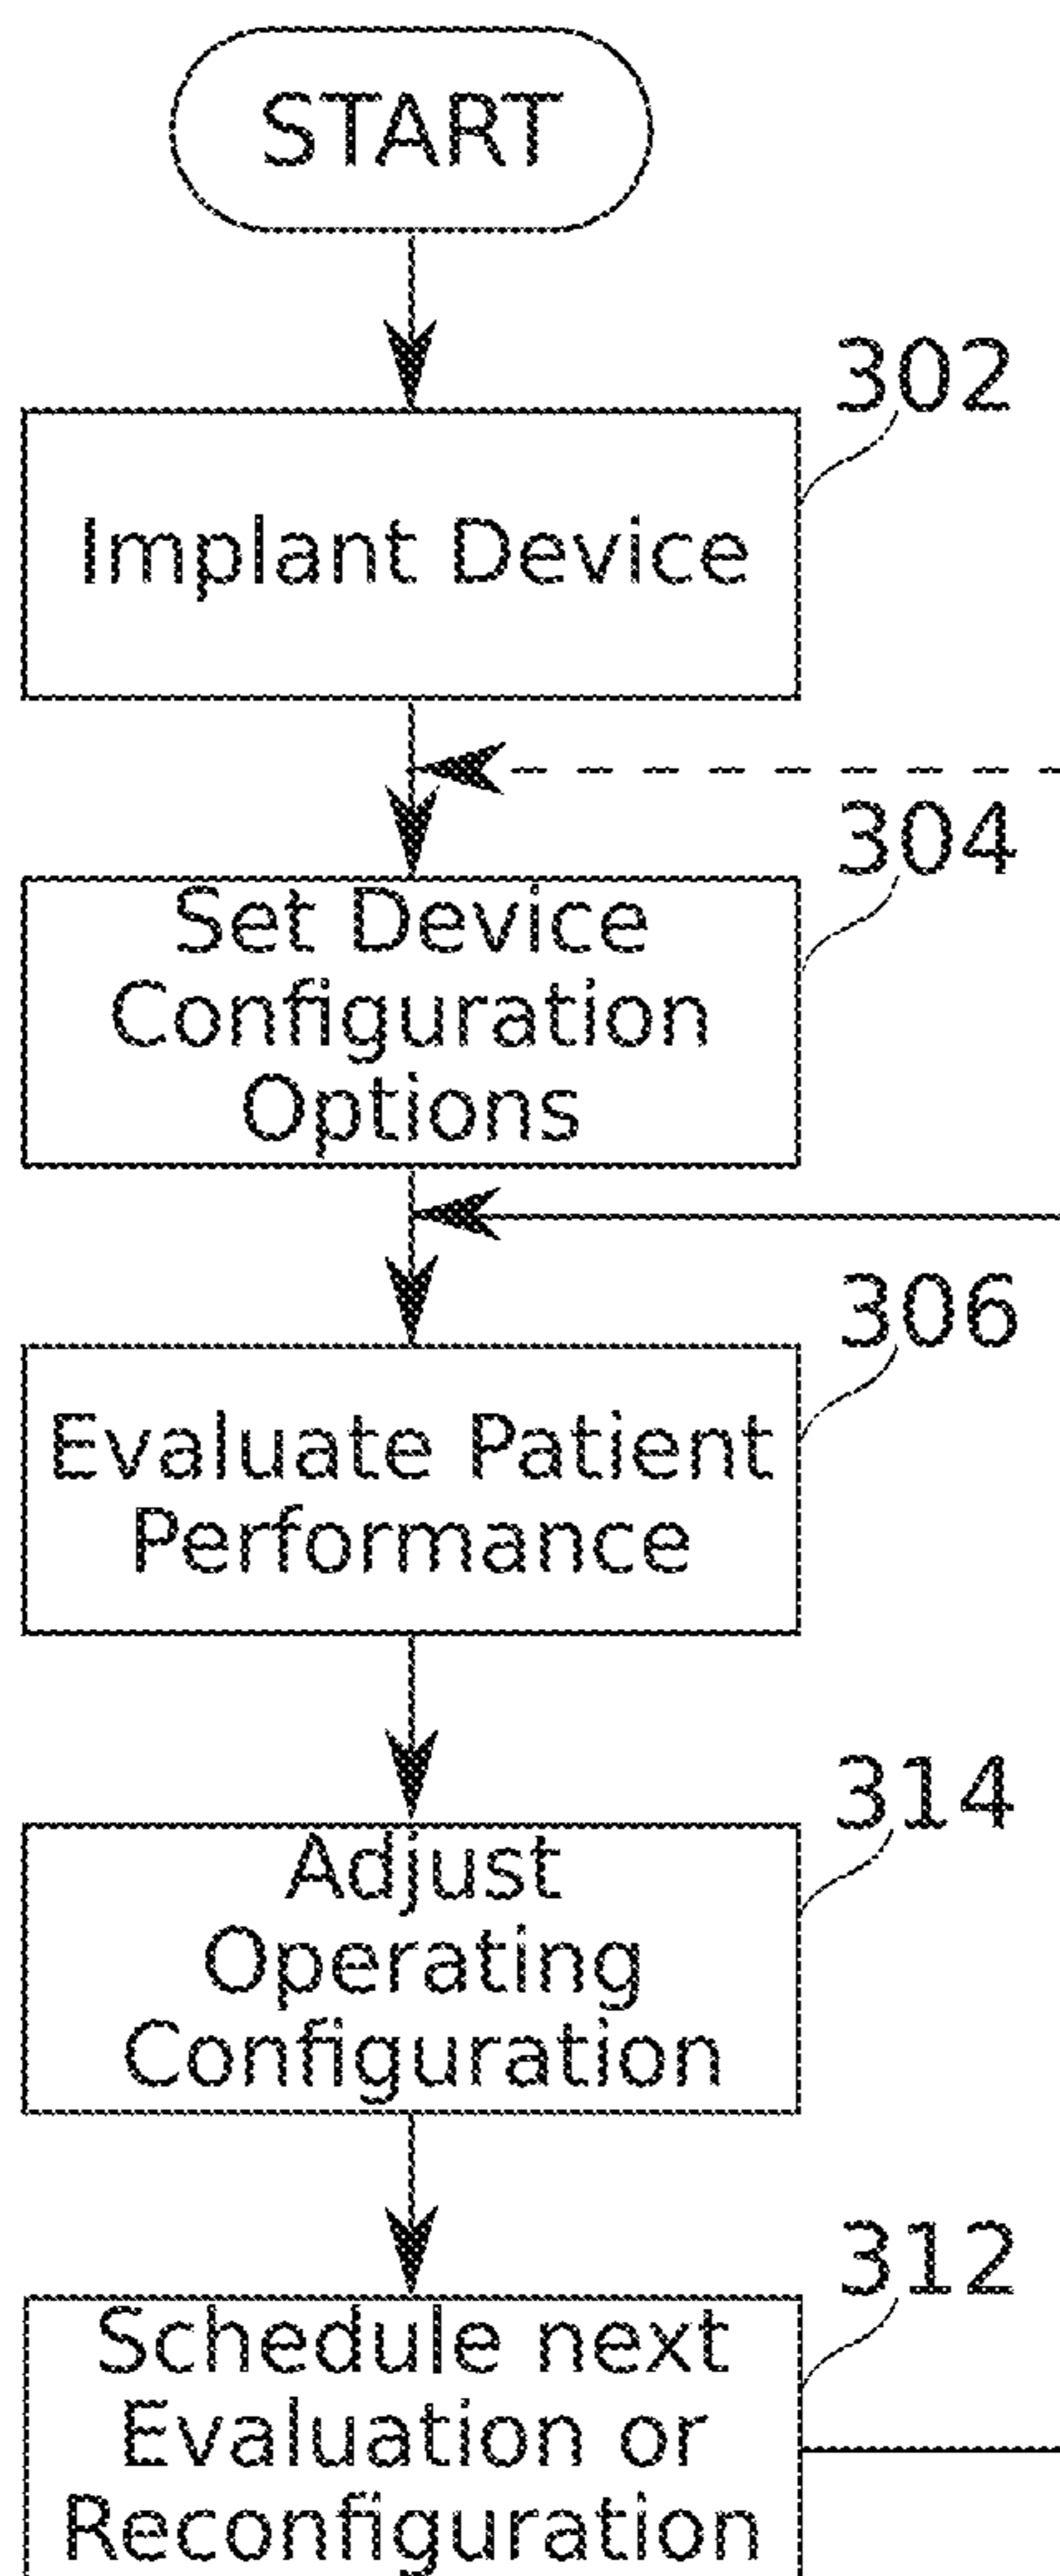 START
302
Implant Device
304
Set Device
Configuration
Options
306
Evaluate Patient
Performance
314
Adjust
Operating
Configuration
312
Schedule next
Evaluation or
Reconfiguration